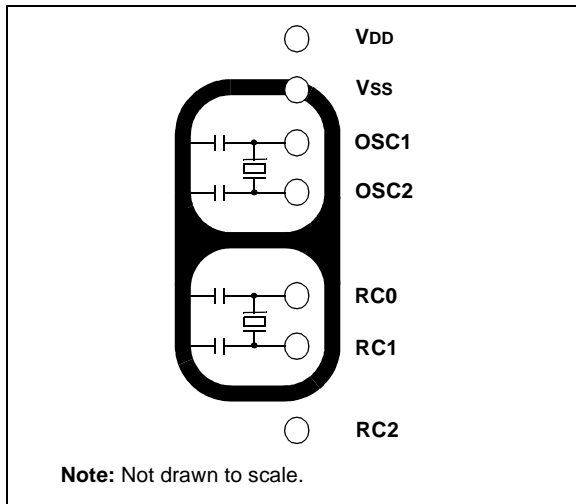 VDD
VSS
OSC1
OSC2
RC0
RC1
RC2
Note: Not drawn to scale.